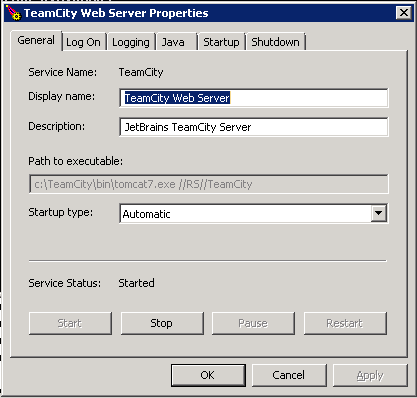 TeamCity Web Server Properties
General Log On Logging Java Startup Shutdown
Service Name: TeamCity
Display name: TeamCity Web Server
Description: JetBrains TeamCity Server
Path to executable:
c:\TeamCity\bin\tomcat7.exe //RS//TeamCity
Startup type: Automatic
Service Status: Started
Start Stop Pause Restart
OK Cancel Apply